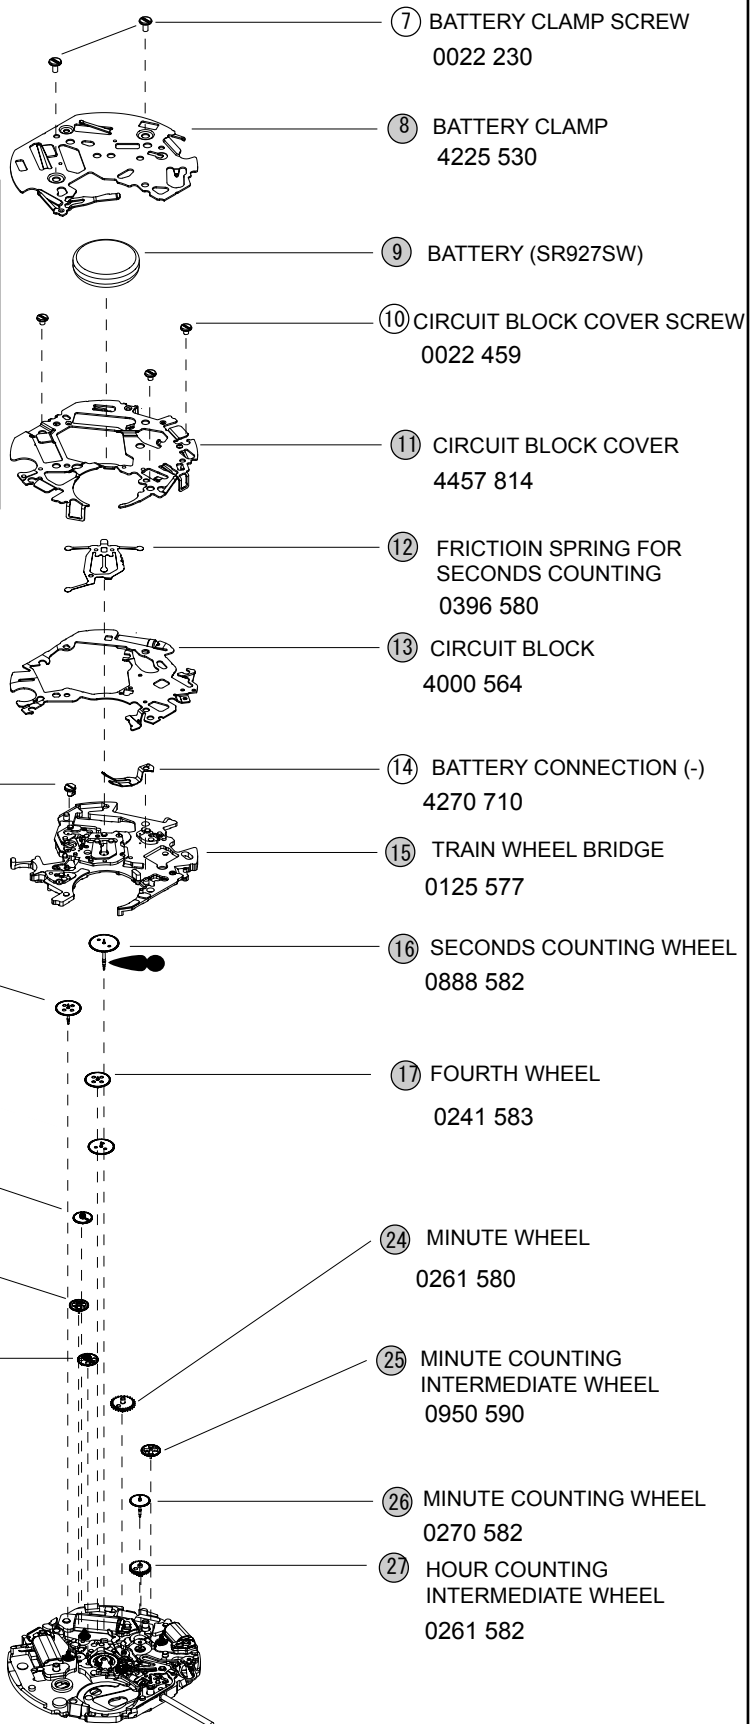 7 BATTERY CLAMP SCREW
0022 230
8 BATTERY CLAMP
4225 530
9 BATTERY (SR927SW)
10 CIRCUIT BLOCK COVER SCREW
0022 459
11 CIRCUIT BLOCK COVER
4457 814
12 FRICTIOIN SPRING FOR
SECONDS COUNTING
0396 580
13 CIRCUIT BLOCK
4000 564
14 BATTERY CONNECTION (-)
4270 710
15 TRAIN WHEEL BRIDGE
0125 577
16 SECONDS COUNTING WHEEL
0888 582
17 FOURTH WHEEL
0241 583
24 MINUTE WHEEL
0261 580
25 MINUTE COUNTING
INTERMEDIATE WHEEL
0950 590
26 MINUTE COUNTING WHEEL
0270 582
27 HOUR COUNTING
INTERMEDIATE WHEEL
0261 582